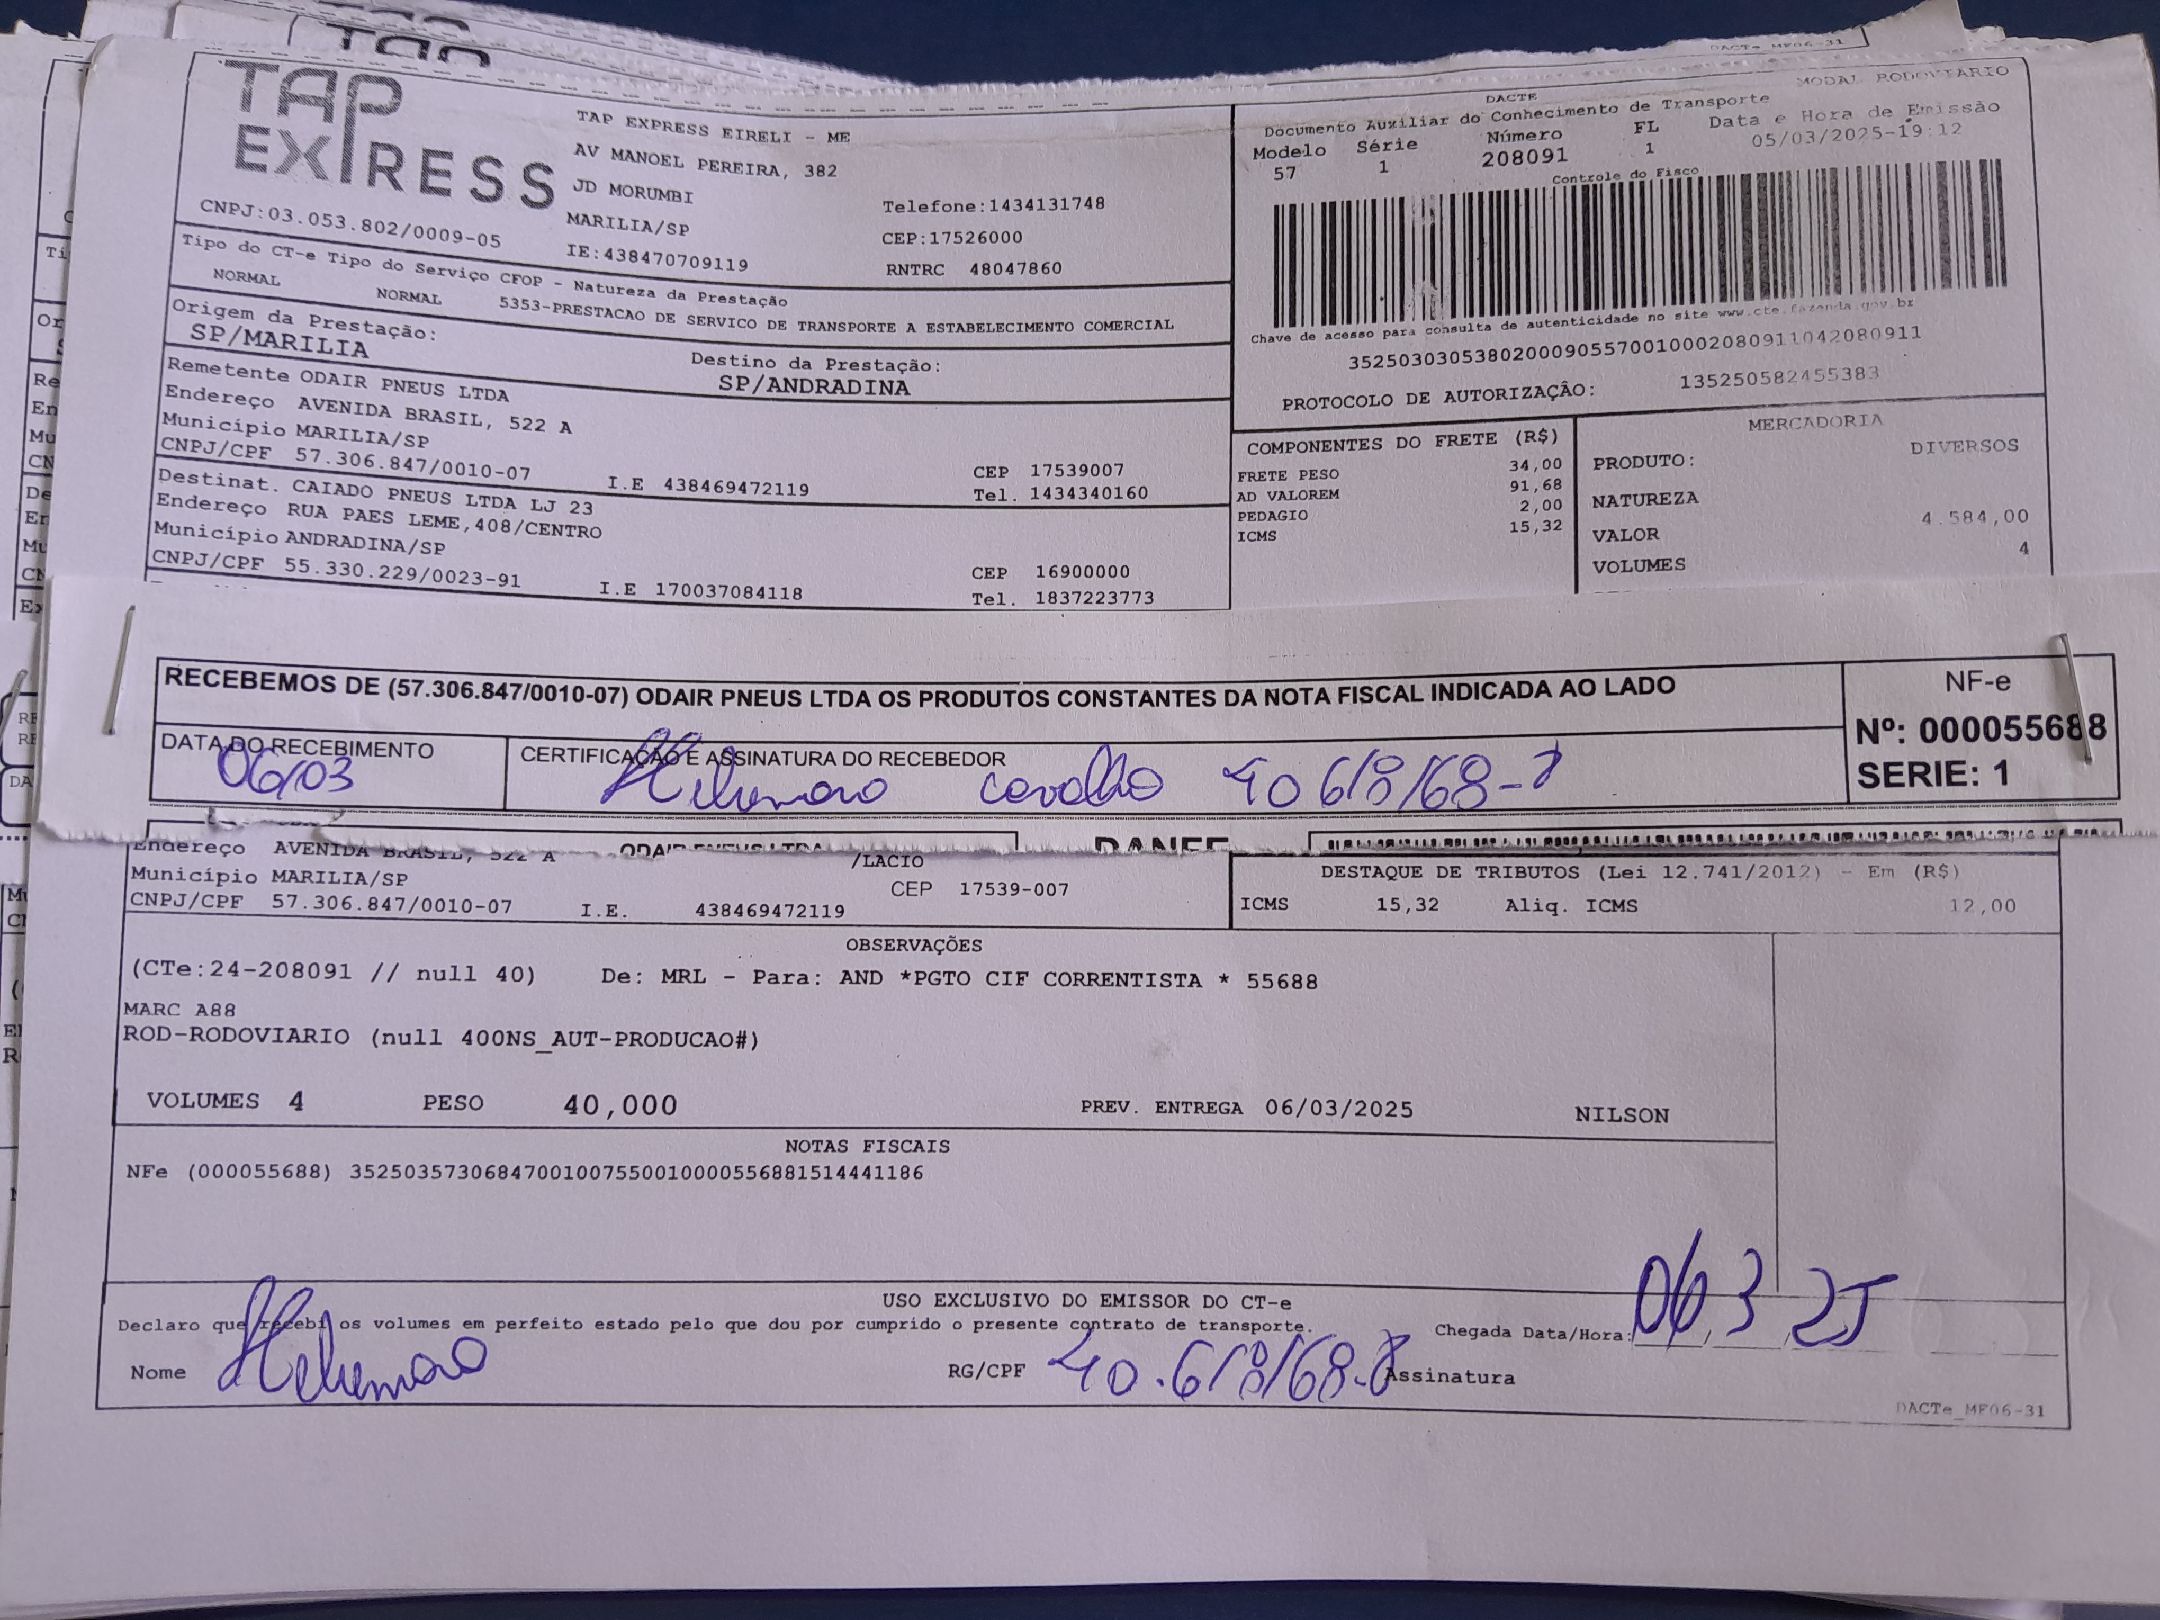 TAP
EXPRESS
CNPJ:03.053.802/0009-05
TAP EXPRESS EIRELI - ME
AV MANOEL PEREIRA, 382
JD MORUMBI
MARILIA/SP
IE:438470709119
Telefone:1434131748
CEP:17526000
RNTRC 48047860
DACTE
MODAL RODOVIARIO
Documento Auxiliar do Conhecimento de Transporte
Modelo Série Número FL Data e Hora de Emissão
57 1 208091 1 05/03/2025-19:12
Controle do Fisco
Chave de acesso para consulta de autenticidade no site www.cte.fazenda.gov.br
35250303053802000905570010002080911042080911
PROTOCOLO DE AUTORIZAÇÃO: 135250582455383
Tipo do CT-e Tipo do Serviço CFOP - Natureza da Prestação
NORMAL NORMAL 5353-PRESTACAO DE SERVICO DE TRANSPORTE A ESTABELECIMENTO COMERCIAL
Origem da Prestação:
SP/MARILIA
Destino da Prestação:
SP/ANDRADINA
Remetente ODAIR PNEUS LTDA
Endereço AVENIDA BRASIL, 522 A
Município MARILIA/SP
CEP 17539007
CNPJ/CPF 57.306.847/0010-07 I.E 438469472119 Tel. 1434340160
Destinat. CAIADO PNEUS LTDA LJ 23
Endereço RUA PAES LEME,408/CENTRO
Município ANDRADINA/SP
CEP 16900000
CNPJ/CPF 55.330.229/0023-91 I.E 170037084118 Tel. 1837223773
COMPONENTES DO FRETE (R$)
FRETE PESO 34,00
AD VALOREM 91,68
PEDAGIO 2,00
ICMS 15,32
MERCADORIA
PRODUTO: DIVERSOS
NATUREZA
VALOR 4.584,00
VOLUMES 4
RECEBEMOS DE (57.306.847/0010-07) ODAIR PNEUS LTDA OS PRODUTOS CONSTANTES DA NOTA FISCAL INDICADA AO LADO
DATA DO RECEBIMENTO
06/03
CERTIFICAÇÃO E ASSINATURA DO RECEBEDOR
NF-e
Nº: 000055688
SERIE: 1
ODAIR PNEUS LTDA
DANFE
Endereço AVENIDA BRASIL, 522 A /LACIO
Município MARILIA/SP CEP 17539-007
CNPJ/CPF 57.306.847/0010-07 I.E. 438469472119
DESTAQUE DE TRIBUTOS (Lei 12.741/2012) - Em (R$)
ICMS 15,32 Aliq. ICMS 12,00
OBSERVAÇÕES
(CTe:24-208091 // null 40) De: MRL - Para: AND *PGTO CIF CORRENTISTA * 55688
MARC A88
ROD-RODOVIARIO (null 400NS_AUT-PRODUCAO#)
VOLUMES 4 PESO 40,000 PREV. ENTREGA 06/03/2025 NILSON
NOTAS FISCAIS
NFe (000055688) 35250357306847001007550010000556881514441186
USO EXCLUSIVO DO EMISSOR DO CT-e
Declaro que recebi os volumes em perfeito estado pelo que dou por cumprido o presente contrato de transporte.
Chegada Data/Hora: 06 3 25
Nome RG/CPF Assinatura
DACTe_MF06-31